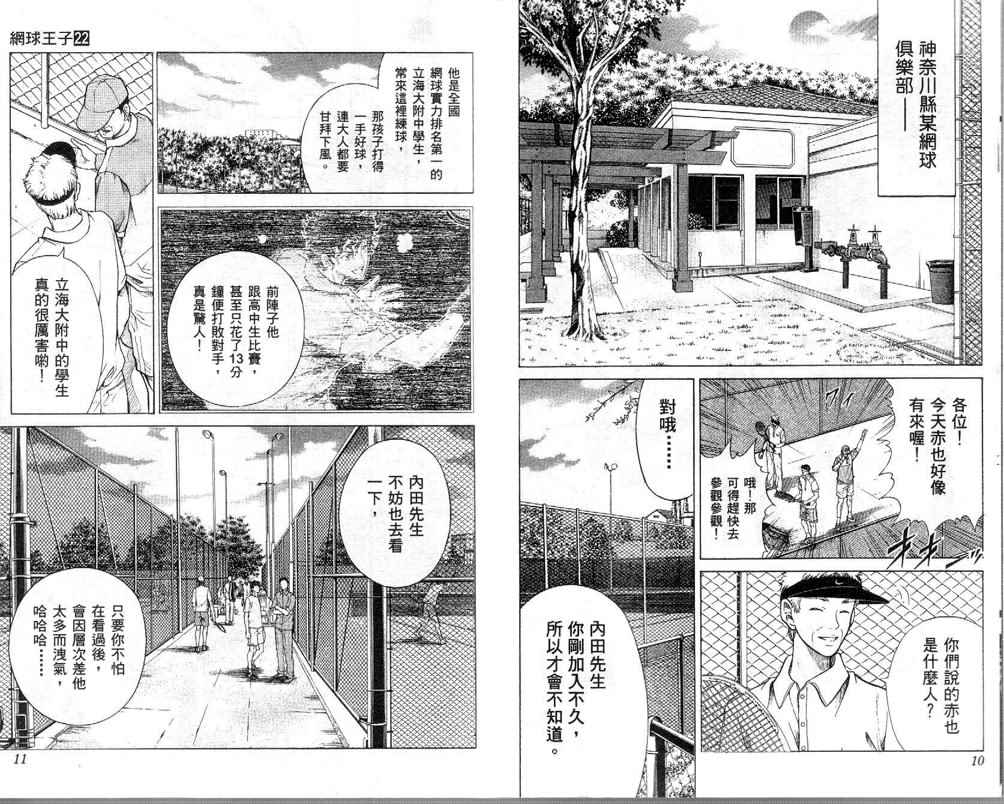 神奈川縣某網球
俱樂部——
各位!
今天赤也好像
有來喔!
哦!那
可得趕快去
參觀參觀!
你們說的赤也
是什麼人?
對哦……
內田先生
你剛加入不久,
所以才會不知道。
10
網球王子22
他是全國
網球實力排名第一的
立海大附中學生,
常來這裡練球,
那孩子打得
一手好球,
連大人都要
甘拜下風。
前陣子他
跟高中生比賽,
甚至只花了13分
鐘便打敗對手,
真是驚人!
立海大附中的學生
真的很厲害喲!
內田先生
不妨也去看
一下,
只要你不怕
在看過後,
會因層次差他
太多而洩氣,
哈哈哈……
11